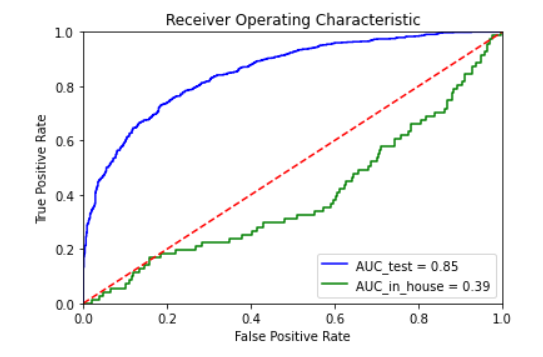 Receiver Operating Characteristic
1.0
0.8
0.6
0.4
0.2
0.0
True Positive Rate
AUC_test = 0.85
AUC_in_house = 0.39
0.0 0.2 0.4 0.6 0.8 1.0
False Positive Rate